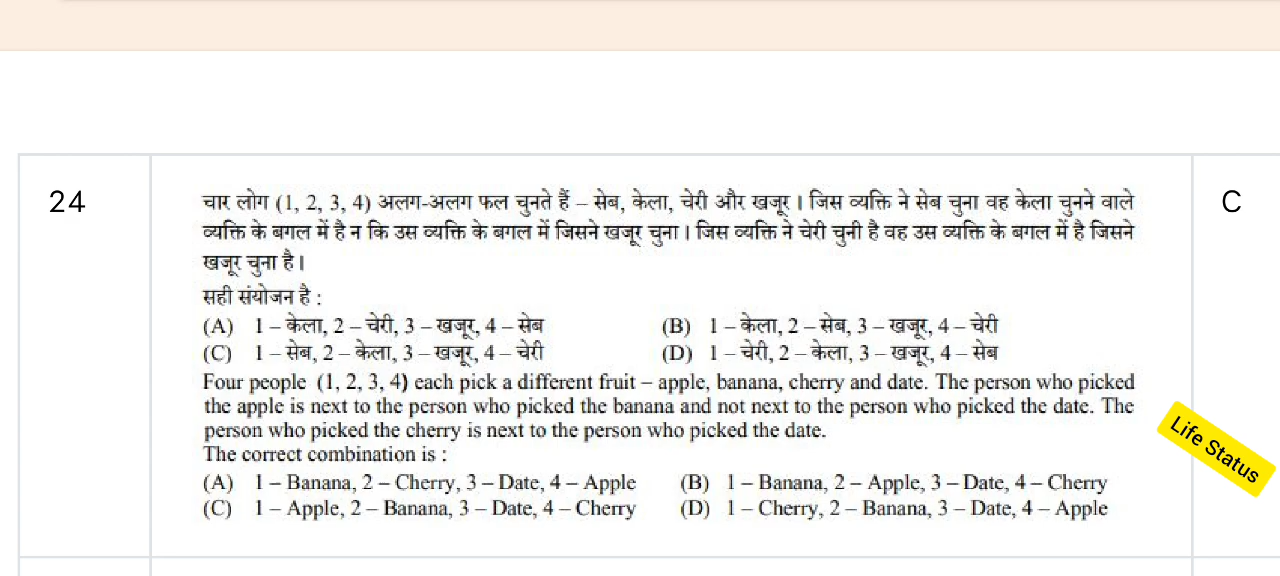 24
चार लोग (1, 2, 3, 4) अलग-अलग फल चुनते हैं – सेब, केला, चेरी और खजूर । जिस व्यक्ति ने सेब चुना वह केला चुनने वाले
व्यक्ति के बगल में है न कि उस व्यक्ति के बगल में जिसने खजूर चुना । जिस व्यक्ति ने चेरी चुनी है वह उस व्यक्ति के बगल में है जिसने
खजूर चुना है ।
सही संयोजन है :
(A) 1 – केला, 2 – चेरी, 3 – खजूर, 4 – सेब (B) 1 – केला, 2 – सेब, 3 – खजूर, 4 – चेरी
(C) 1 – सेब, 2 – केला, 3 – खजूर, 4 – चेरी (D) 1 – चेरी, 2 – केला, 3 – खजूर, 4 – सेब
Four people (1, 2, 3, 4) each pick a different fruit – apple, banana, cherry and date. The person who picked
the apple is next to the person who picked the banana and not next to the person who picked the date. The
person who picked the cherry is next to the person who picked the date.
The correct combination is :
(A) 1 – Banana, 2 – Cherry, 3 – Date, 4 – Apple (B) 1 – Banana, 2 – Apple, 3 – Date, 4 – Cherry
(C) 1 – Apple, 2 – Banana, 3 – Date, 4 – Cherry (D) 1 – Cherry, 2 – Banana, 3 – Date, 4 – Apple
C
Life Status